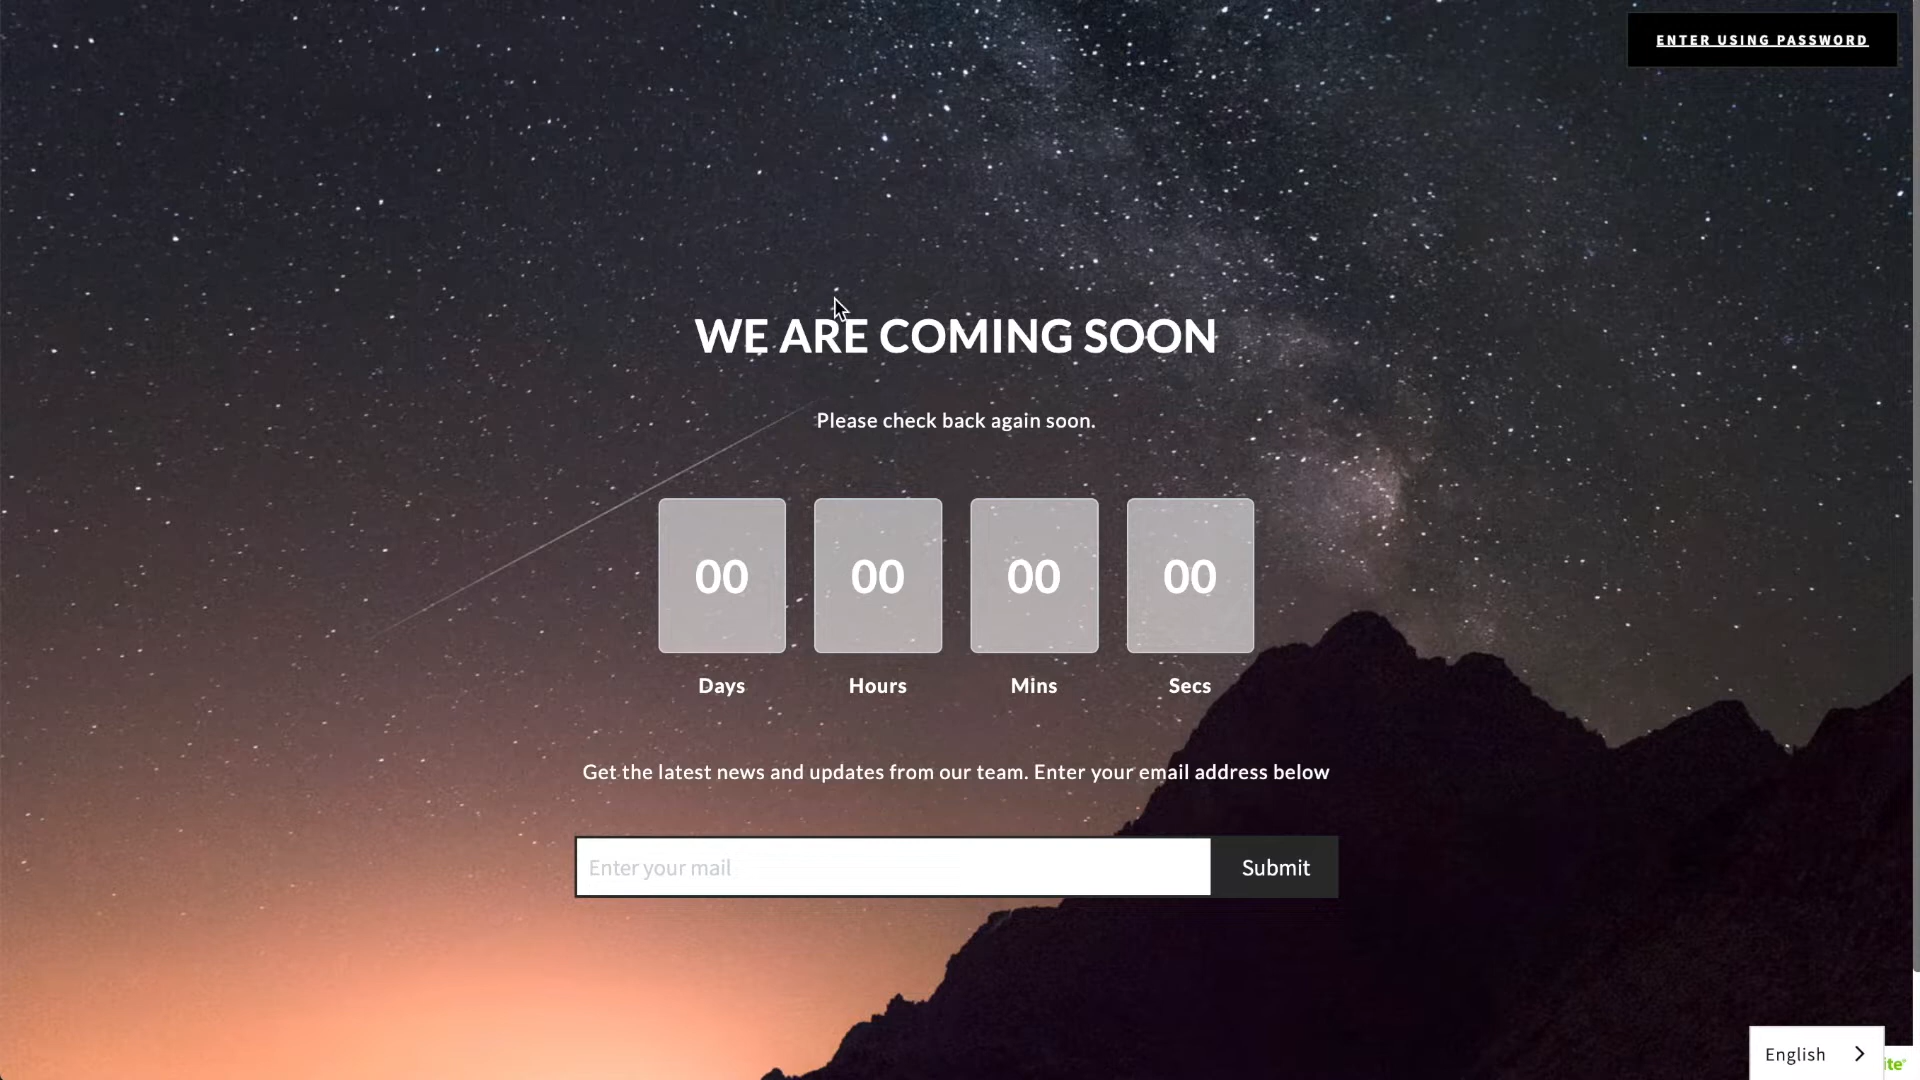 ENTER USING PASSWORD
WE ARE COMING SOON
Please check back again soon.
00 00 00 00
Days Hours Mins Secs
Get the latest news and updates from our team. Enter your email address below
Enter your mail Submit
English
ite